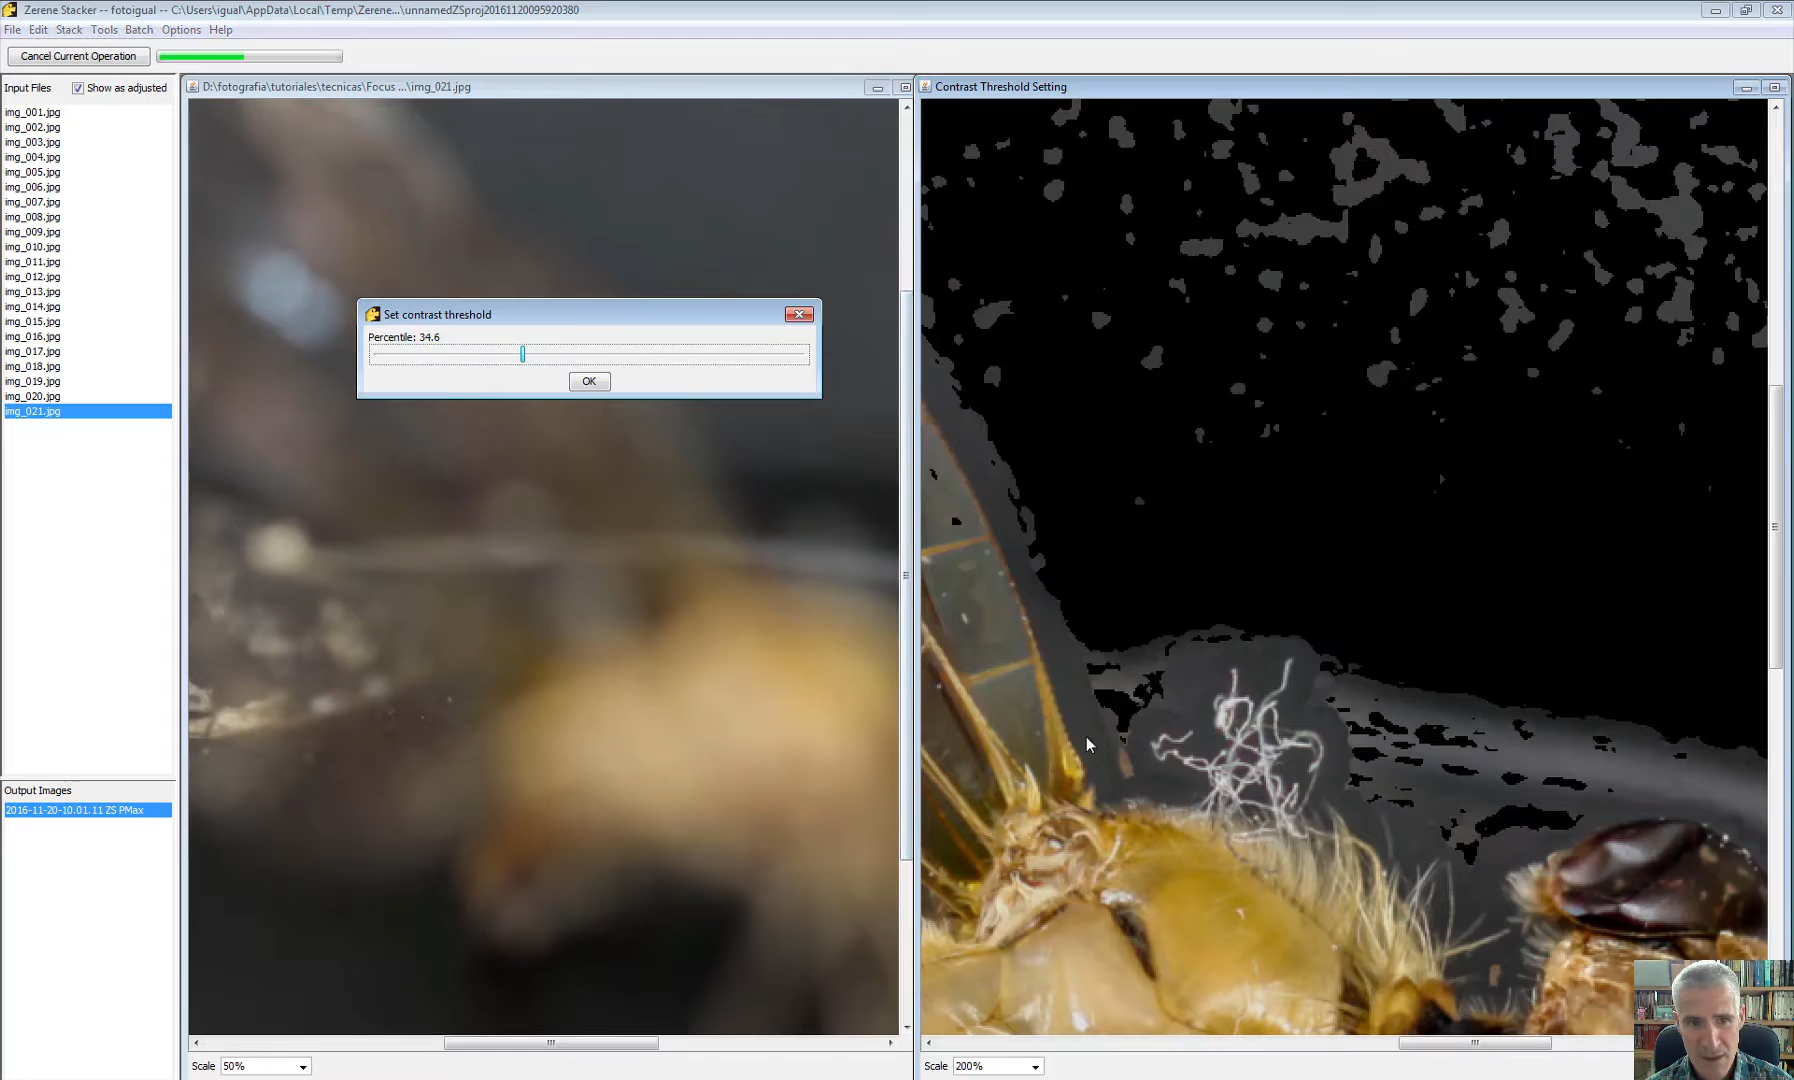 Zerene Stacker -- fotoigual -- C:\Users\igual\AppData\Local\Temp\Zerene...\unnamedZSproj20161120095920380
File Edit Stack Tools Batch Options Help
Cancel Current Operation
Input Files Show as adjusted
img_001.jpg
img_002.jpg
img_003.jpg
img_004.jpg
img_005.jpg
img_006.jpg
img_007.jpg
img_008.jpg
img_009.jpg
img_010.jpg
img_011.jpg
img_012.jpg
img_013.jpg
img_014.jpg
img_015.jpg
img_016.jpg
img_017.jpg
img_018.jpg
img_019.jpg
img_020.jpg
img_021.jpg
Output Images
2016-11-20-10.01.11 ZS PMax
D:\fotografia\tutoriales\tecnicas\Focus ...\img_021.jpg
Set contrast threshold
Percentile: 34.6
OK
Scale 50%
Contrast Threshold Setting
Scale 200%